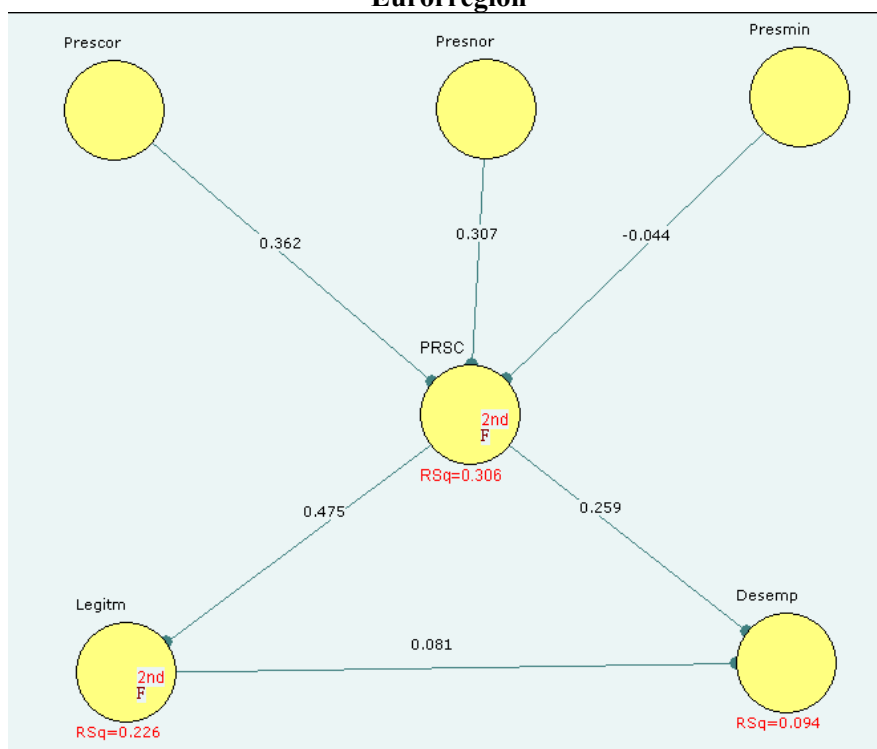 Eurorregión
Prescor
Presnor
Presmin
0.362
0.307
-0.044
PRSC
2nd
F
RSq=0.306
0.475
0.259
Legitm
Desemp
0.081
2nd
F
RSq=0.226
RSq=0.094